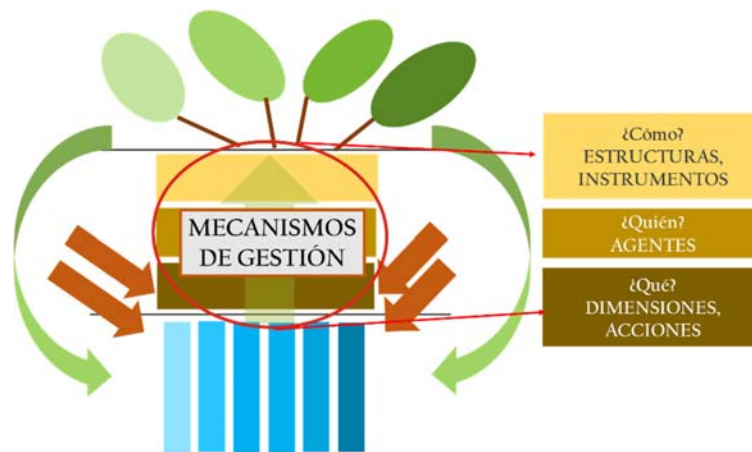 MECANISMOS
DE GESTIÓN
¿Cómo?
ESTRUCTURAS,
INSTRUMENTOS
¿Quién?
AGENTES
¿Qué?
DIMENSIONES,
ACCIONES